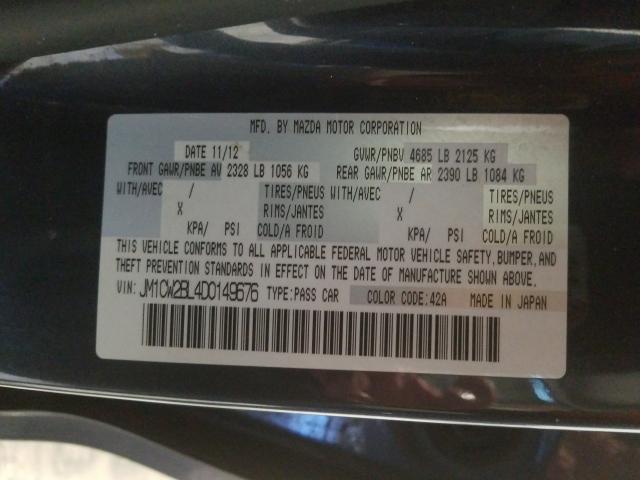 MFD. BY MAZDA MOTOR CORPORATION
DATE 11/12 GVWR/PNBV 4685 LB 2125 KG
FRONT GAWR/PNBE AV 2328 LB 1056 KG REAR GAWR/PNBE AR 2390 LB 1084 KG
WITH/AVEC / TIRES/PNEUS WITH/AVEC / TIRES/PNEUS
X RIMS/JANTES X RIMS/JANTES
KPA/ PSI COLD/A FROID KPA/ PSI COLD/A FROID
THIS VEHICLE CONFORMS TO ALL APPLICABLE FEDERAL MOTOR VEHICLE SAFETY, BUMPER, AND
THEFT PREVENTION STANDARDS IN EFFECT ON THE DATE OF MANUFACTURE SHOWN ABOVE.
VIN: JM1CW2BL4D0149676 TYPE:PASS CAR COLOR CODE:42A MADE IN JAPAN